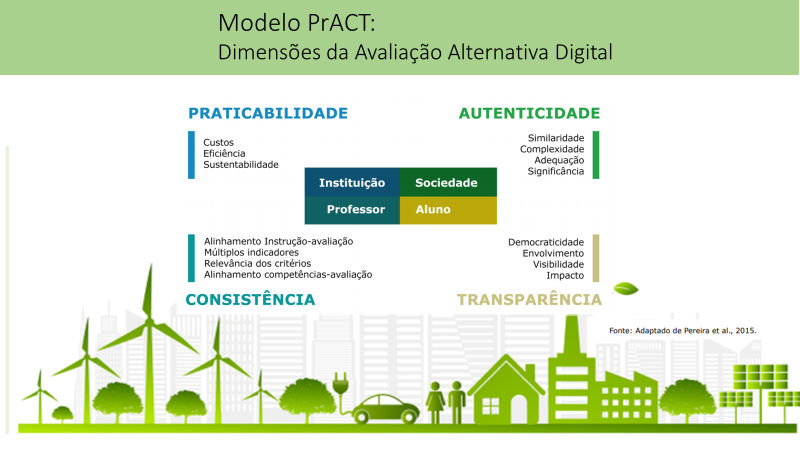 Modelo PrACT:
Dimensões da Avaliação Alternativa Digital
PRATICABILIDADE
Custos
Eficiência
Sustentabilidade
AUTENTICIDADE
Similaridade
Complexidade
Adequação
Significância
Instituição
Sociedade
Professor
Aluno
Alinhamento Instrução-avaliação
Múltiplos indicadores
Relevância dos critérios
Alinhamento competências-avaliação
CONSISTÊNCIA
Democraticidade
Envolvimento
Visibilidade
Impacto
TRANSPARÊNCIA
Fonte: Adaptado de Pereira et al., 2015.